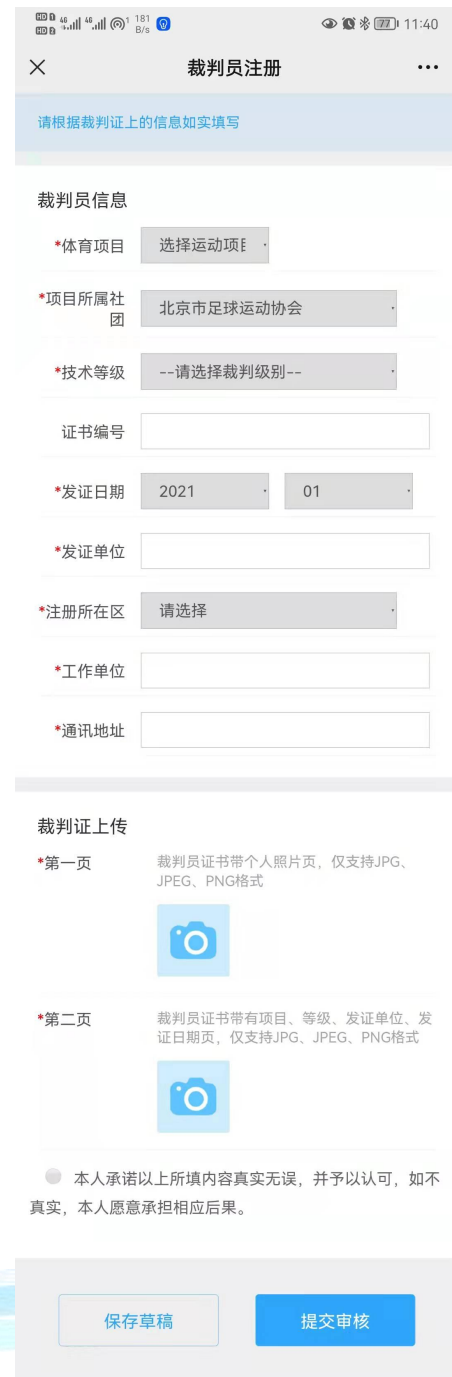 46 46 1 181 B/s 77 11:40
裁判员注册
请根据裁判证上的信息如实填写
裁判员信息
*体育项目 选择运动项目
*项目所属社团 北京市足球运动协会
*技术等级 --请选择裁判级别--
证书编号
*发证日期 2021 01
*发证单位
*注册所在区 请选择
*工作单位
*通讯地址
裁判证上传
*第一页 裁判员证书带个人照片页，仅支持JPG、
JPEG、PNG格式
*第二页 裁判员证书带有项目、等级、发证单位、发
证日期页，仅支持JPG、JPEG、PNG格式
本人承诺以上所填内容真实无误，并予以认可，如不
真实，本人愿意承担相应后果。
保存草稿 提交审核